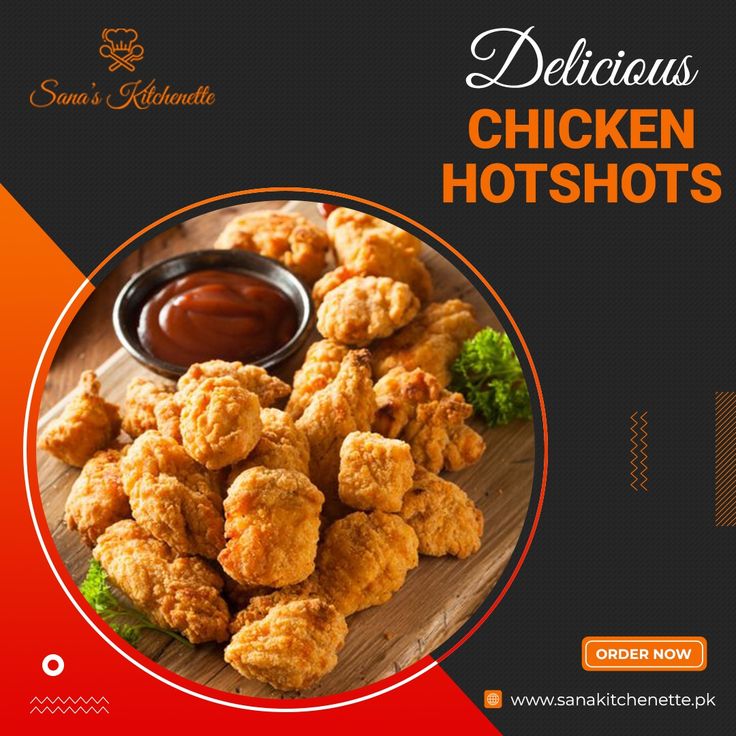 Sana's Kitchenette
Delicious
CHICKEN
HOTSHOTS
ORDER NOW
www.sanakitchenette.pk